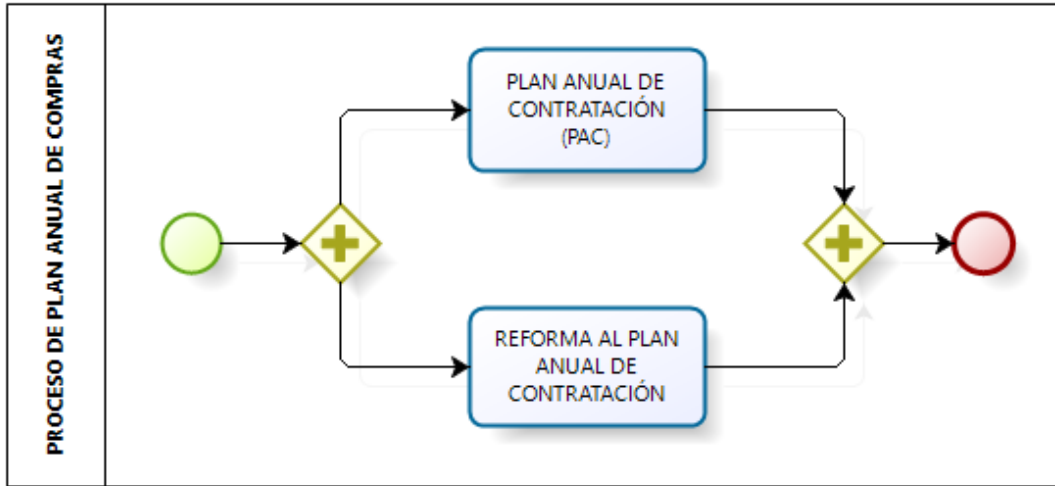 PROCESO DE PLAN ANUAL DE COMPRAS
PLAN ANUAL DE
CONTRATACIÓN
(PAC)
REFORMA AL PLAN
ANUAL DE
CONTRATACIÓN